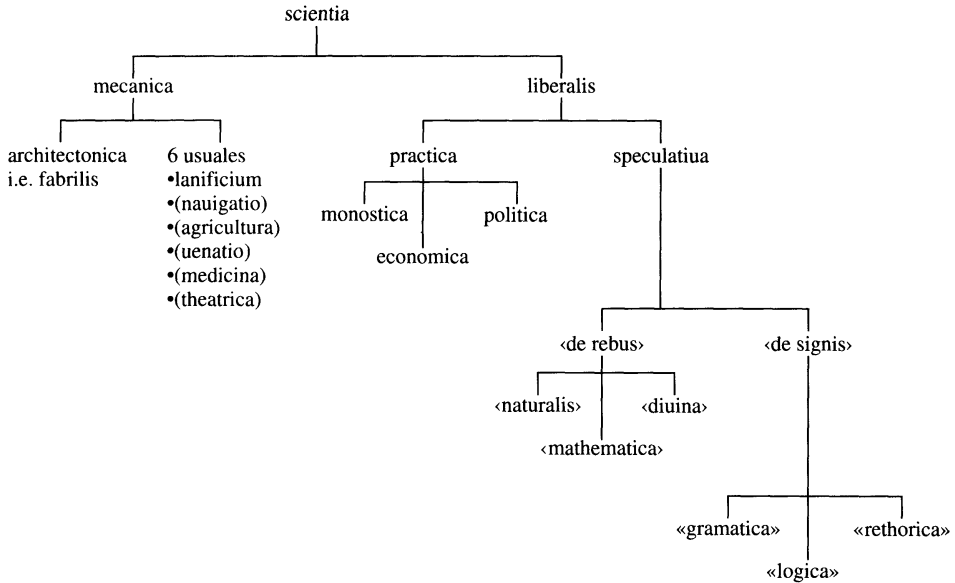 scientia
mecanica
liberalis
architectonica
i.e. fabrilis
6 usuales
•lanificium
•(nauigatio)
•(agricultura)
•(uenatio)
•(medicina)
•(theatrica)
practica
speculatiua
monostica
politica
economica
‹de rebus›
‹de signis›
‹naturalis›
‹diuina›
‹mathematica›
«gramatica»
«rethorica»
«logica»